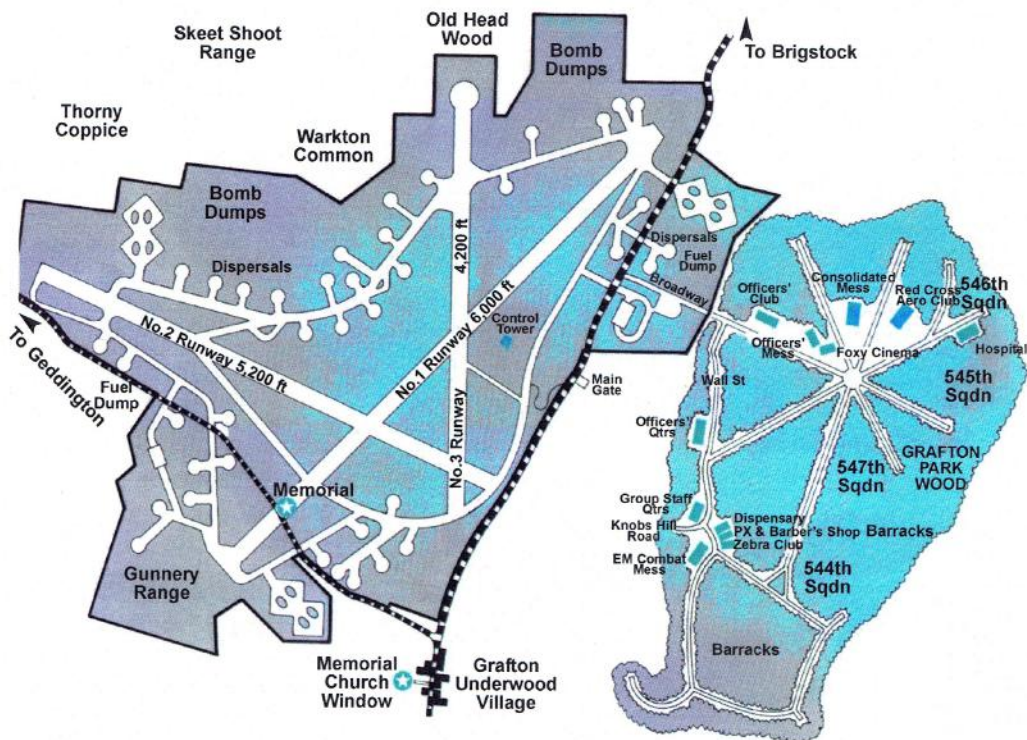 Skeet Shoot
Range
Old Head
Wood
Bomb
Dumps
To Brigstock
Thorny
Coppice
Warkton
Common
Bomb
Dumps
Dispersals
4,200 ft
No.3 Runway
No.1 Runway 6,000 ft
No.2 Runway 5,200 ft
Control
Tower
Dispersals
Fuel
Dump
Broadway
To Geddington
Fuel
Dump
Main
Gate
Memorial
Gunnery
Range
Memorial
Church
Window
Grafton
Underwood
Village
Officers'
Club
Consolidated
Mess
Red Cross
Aero Club
546th
Sqdn
Officers'
Mess
Foxy Cinema
Hospital
Wall St
545th
Sqdn
Officers'
Qtrs
547th
Sqdn
GRAFTON
PARK
WOOD
Group Staff
Qtrs
Knobs Hill
Road
EM Combat
Mess
Dispensary
PX & Barber's Shop
Zebra Club
Barracks
544th
Sqdn
Barracks